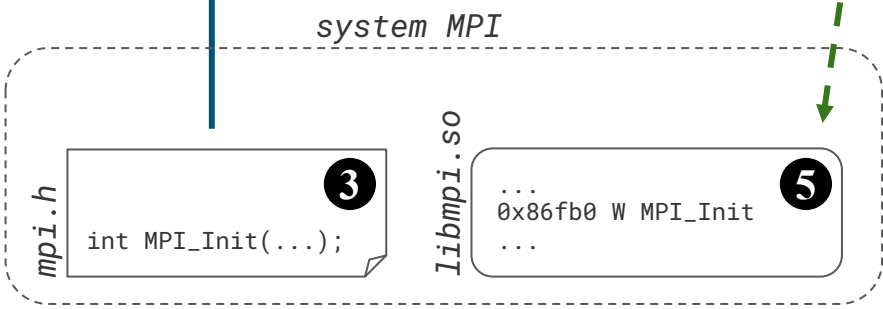 system MPI
mpi.h
3
int MPI_Init(...);
libmpi.so
5
...
0x86fb0 W MPI_Init
...